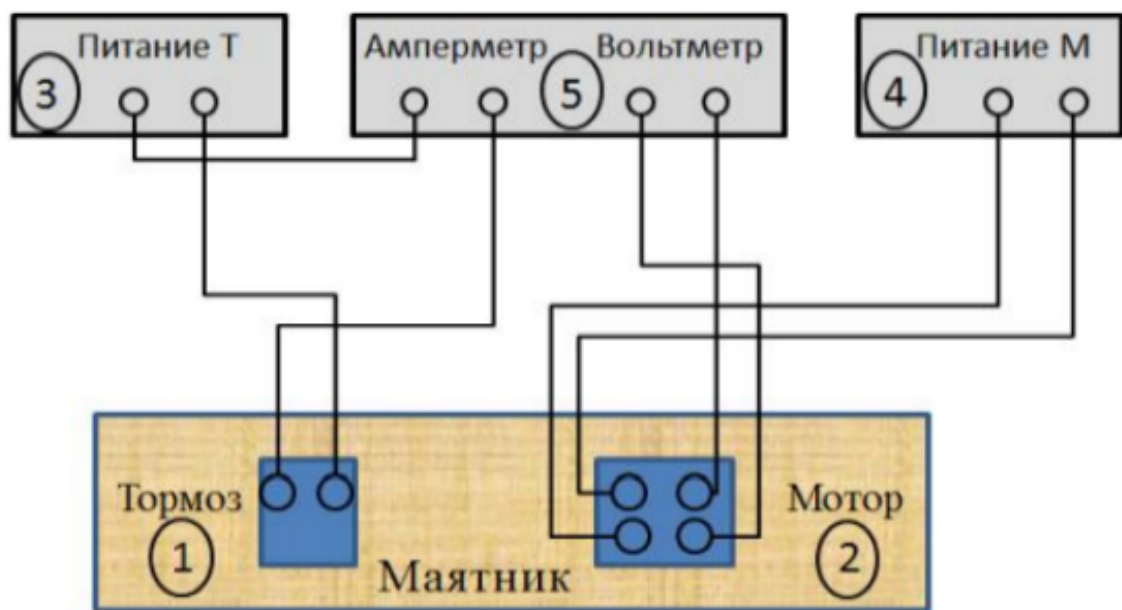 Питание Т
3
Амперметр
5
Вольтметр
Питание М
4
Тормоз
1
Маятник
Мотор
2